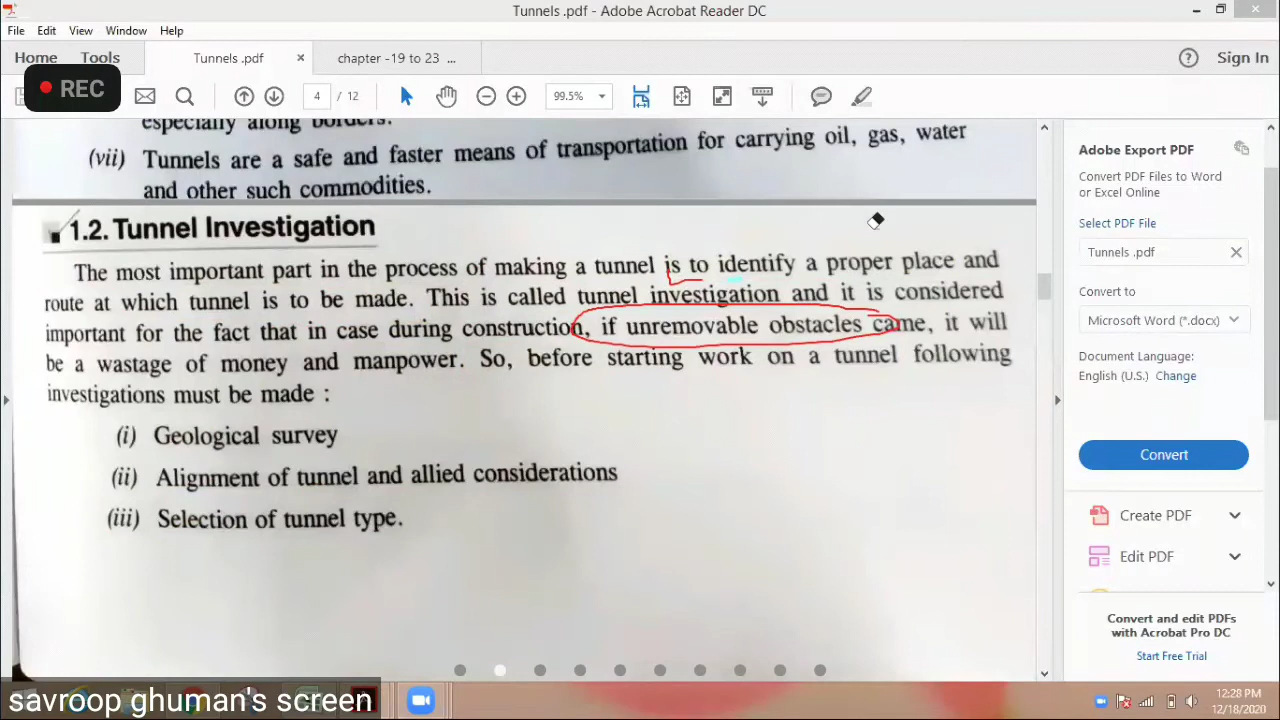 Tunnels .pdf - Adobe Acrobat Reader DC
File Edit View Window Help
Home Tools Tunnels .pdf × chapter -19 to 23 ... Sign In
REC 4 / 12 99.5%
especially along borders.
(vii) Tunnels are a safe and faster means of transportation for carrying oil, gas, water
and other such commodities.
1.2. Tunnel Investigation
The most important part in the process of making a tunnel is to identify a proper place and
route at which tunnel is to be made. This is called tunnel investigation and it is considered
important for the fact that in case during construction, if unremovable obstacles came, it will
be a wastage of money and manpower. So, before starting work on a tunnel following
investigations must be made :
(i) Geological survey
(ii) Alignment of tunnel and allied considerations
(iii) Selection of tunnel type.
Adobe Export PDF
Convert PDF Files to Word
or Excel Online
Select PDF File
Tunnels .pdf
Convert to
Microsoft Word (*.docx)
Document Language:
English (U.S.) Change
Convert
Create PDF
Edit PDF
Convert and edit PDFs
with Acrobat Pro DC
Start Free Trial
savroop ghuman's screen
12:28 PM
12/18/2020